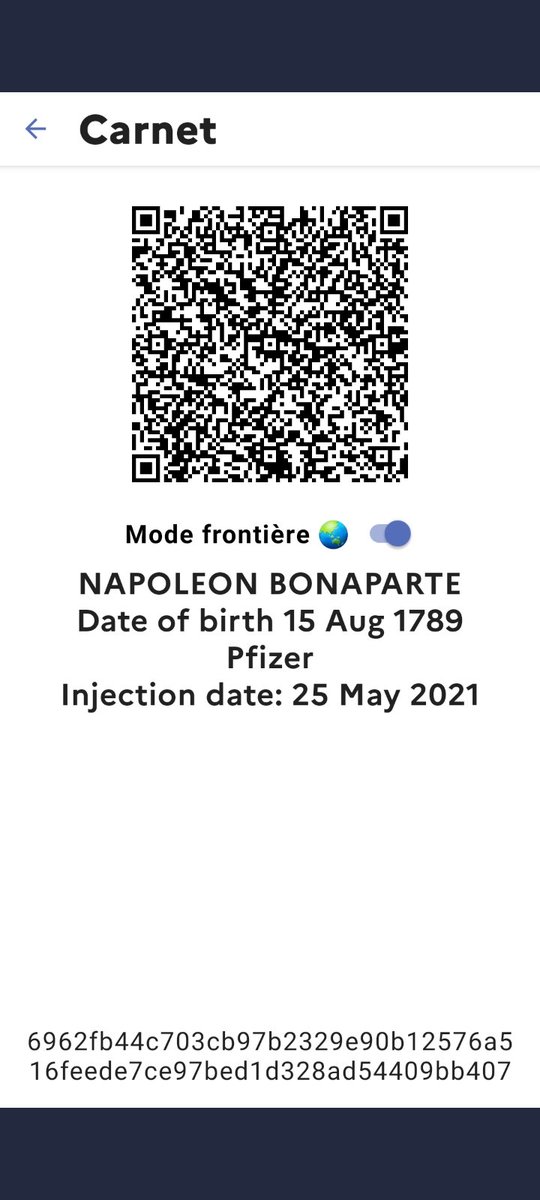 Carnet
Mode frontière
NAPOLEON BONAPARTE
Date of birth 15 Aug 1789
Pfizer
Injection date: 25 May 2021
6962fb44c703cb97b2329e90b12576a5
16feede7ce97bed1d328ad54409bb407